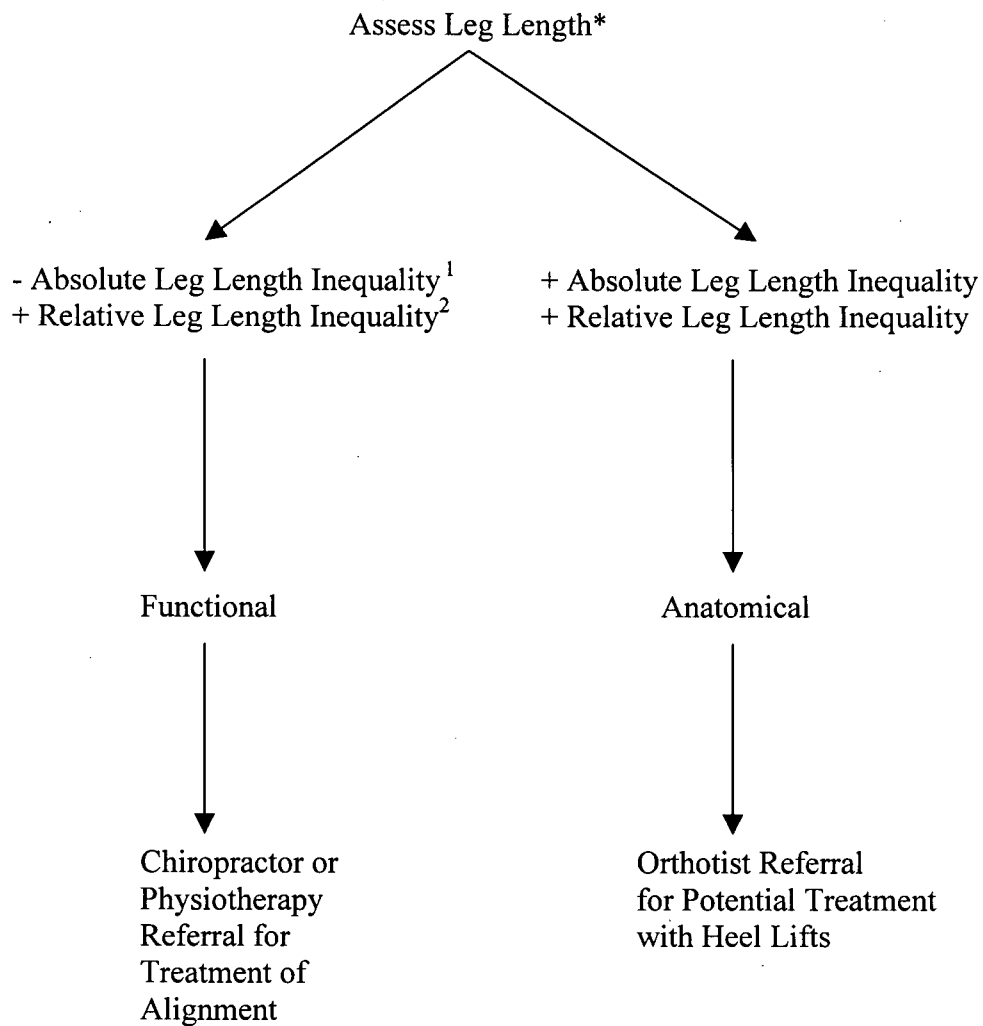 Assess Leg Length*
- Absolute Leg Length Inequality¹
+ Relative Leg Length Inequality²
+ Absolute Leg Length Inequality
+ Relative Leg Length Inequality
Functional
Anatomical
Chiropractor or
Physiotherapy
Referral for
Treatment of
Alignment
Orthotist Referral
for Potential Treatment
with Heel Lifts